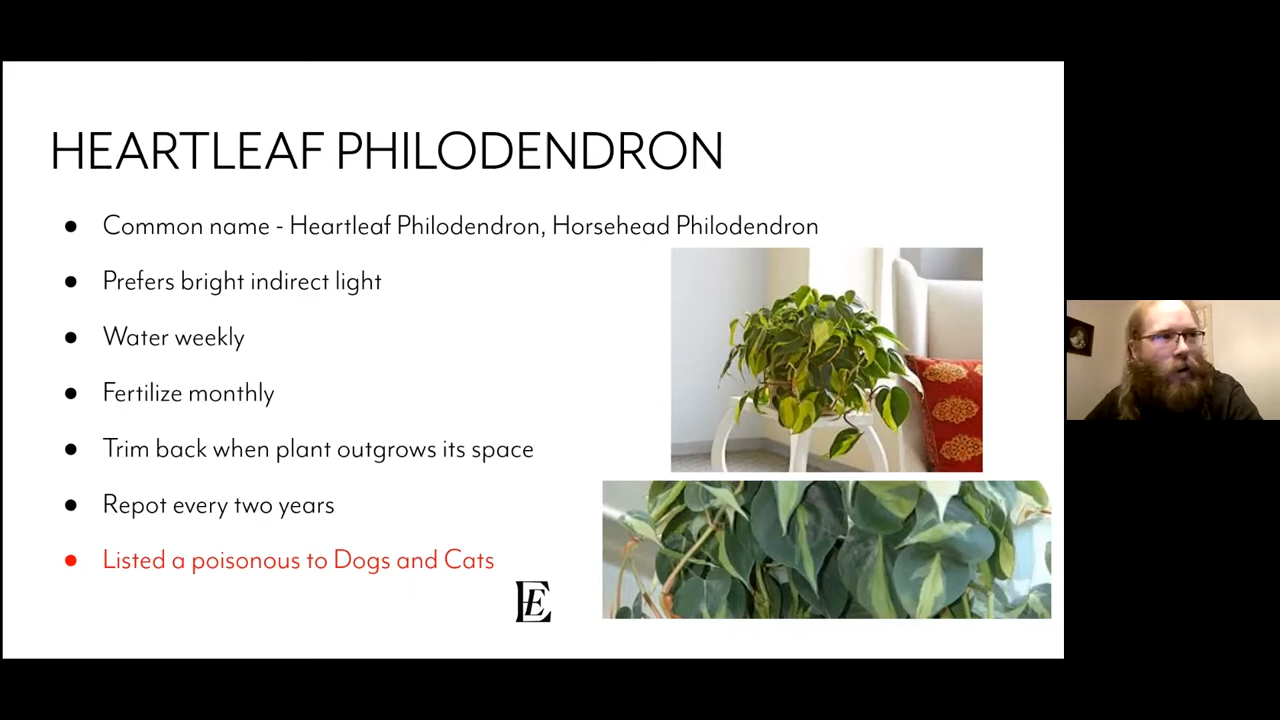 HEARTLEAF PHILODENDRON
● Common name - Heartleaf Philodendron, Horsehead Philodendron
● Prefers bright indirect light
● Water weekly
● Fertilize monthly
● Trim back when plant outgrows its space
● Repot every two years
● Listed a poisonous to Dogs and Cats
E